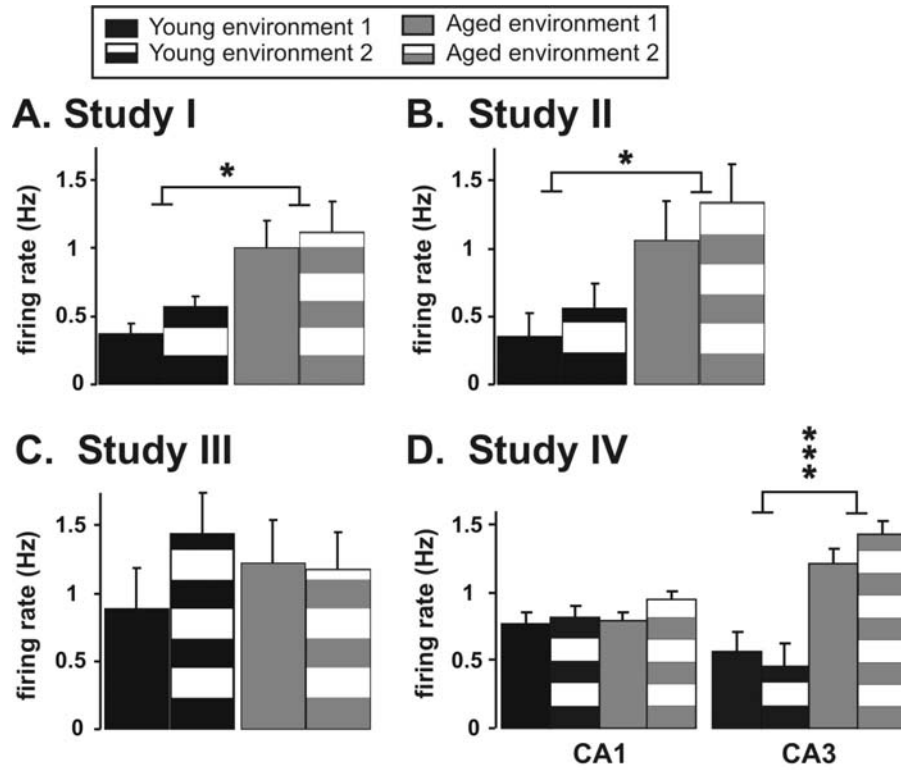 Young environment 1 Aged environment 1
Young environment 2 Aged environment 2
A. Study I
firing rate (Hz)
1.5
1
0.5
0
*
B. Study II
firing rate (Hz)
1.5
1
0.5
0
*
C. Study III
firing rate (Hz)
1.5
1
0.5
0
D. Study IV
firing rate (Hz)
1.5
1
0.5
0
***
CA1 CA3